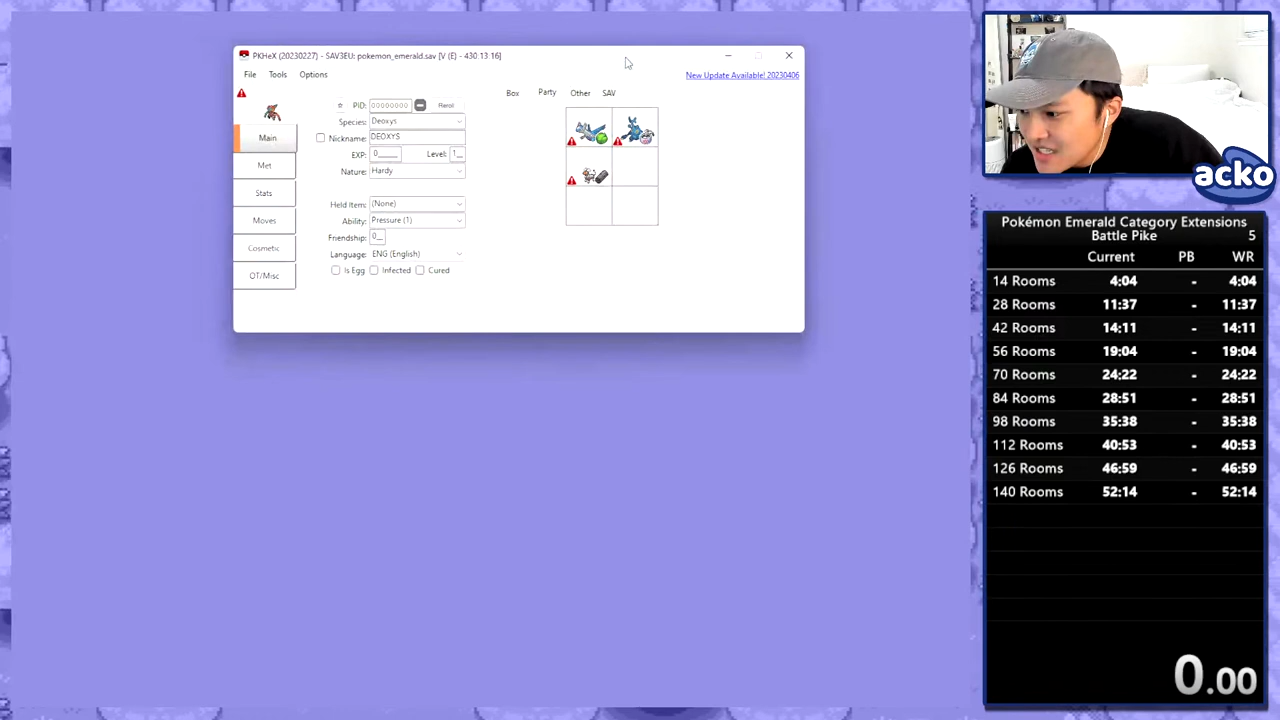 PKHeX (20230227) - SAV3EU: pokemon_emerald.sav [V (E) - 430:13:16]
File Tools Options
New Update Available! 20230406
Box Party Other SAV
PID: 00000000 Rerol
Species: Deoxys
Main
Nickname: DEOXYS
EXP: 0_____ Level: 1__
Met
Nature: Hardy
Stats
Held Item: (None)
Moves
Ability: Pressure (1)
Friendship: 0__
Cosmetic
Language: ENG (English)
OT/Misc
Is Egg Infected Cured
acko
Pokémon Emerald Category Extensions
Battle Pike 5
Current PB WR
14 Rooms 4:04 - 4:04
28 Rooms 11:37 - 11:37
42 Rooms 14:11 - 14:11
56 Rooms 19:04 - 19:04
70 Rooms 24:22 - 24:22
84 Rooms 28:51 - 28:51
98 Rooms 35:38 - 35:38
112 Rooms 40:53 - 40:53
126 Rooms 46:59 - 46:59
140 Rooms 52:14 - 52:14
0.00